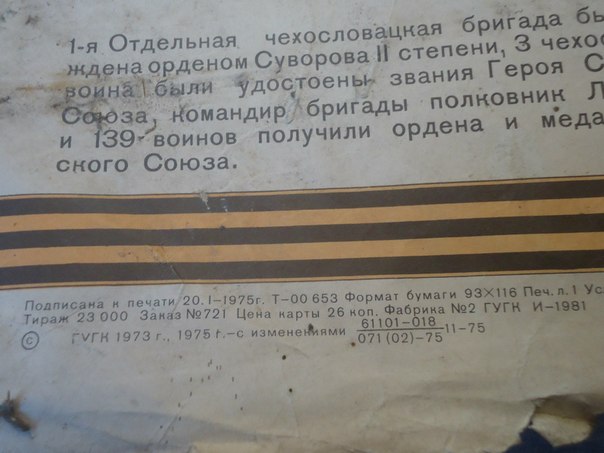 1-я Отдельная чехословацкая бригада бы
ждена орденом Суворова II степени, 3 чехос
воина были удостоены звания Героя С
Союза, командир бригады полковник Л
и 139 воинов получили ордена и меда
ского Союза.
Подписана к печати 20.I-1975г. Т-00 653 Формат бумаги 93×116 Печ.л.1 Усл
Тираж 23 000 Заказ №721 Цена карты 26 коп. Фабрика №2 ГУГК И-1981
© ГУГК 1973 г., 1975 г.-с изменениями 61101-018/071(02)-75 11-75